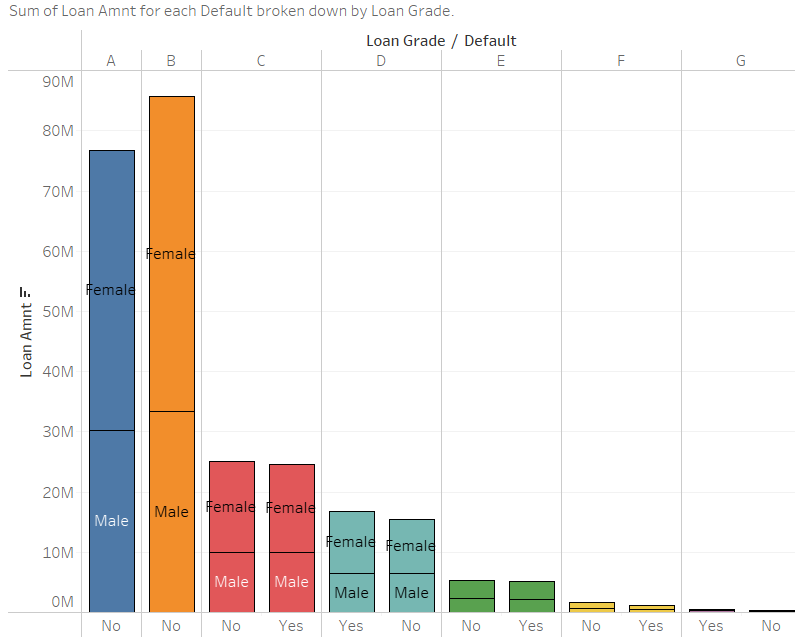 Sum of Loan Amnt for each Default broken down by Loan Grade.
Loan Grade / Default
A B C D E F G
90M
80M
70M
60M
50M
40M
30M
20M
10M
0M
Loan Amnt
Female
Male
Female
Male
Female
Male
Female
Male
Female
Male
Female
Male
No No No Yes Yes No No Yes No Yes Yes No